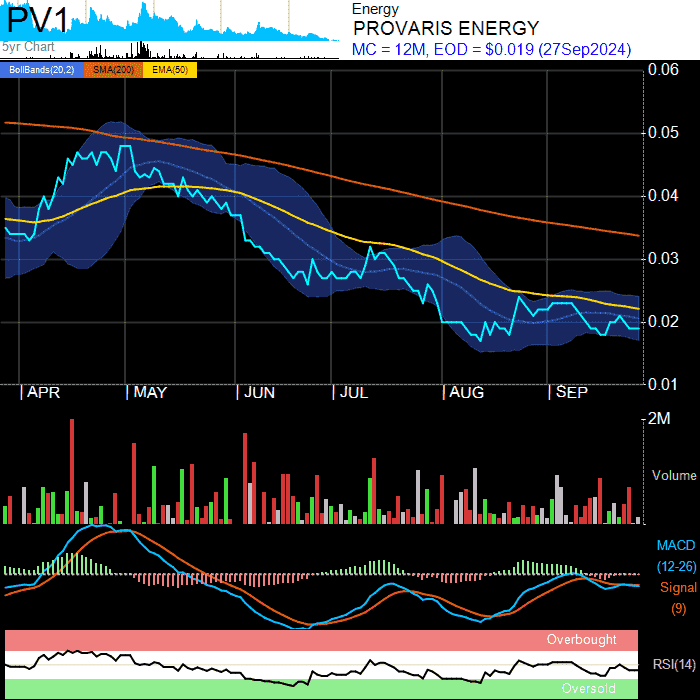 PV1
5yr Chart
Energy
PROVARIS ENERGY
MC = 12M, EOD = $0.019 (27Sep2024)
BollBands(20,2) SMA(200) EMA(50)
0.06
0.05
0.04
0.03
0.02
0.01
APR MAY JUN JUL AUG SEP
2M
Volume
MACD
(12-26)
Signal
(9)
Overbought
RSI(14)
Oversold